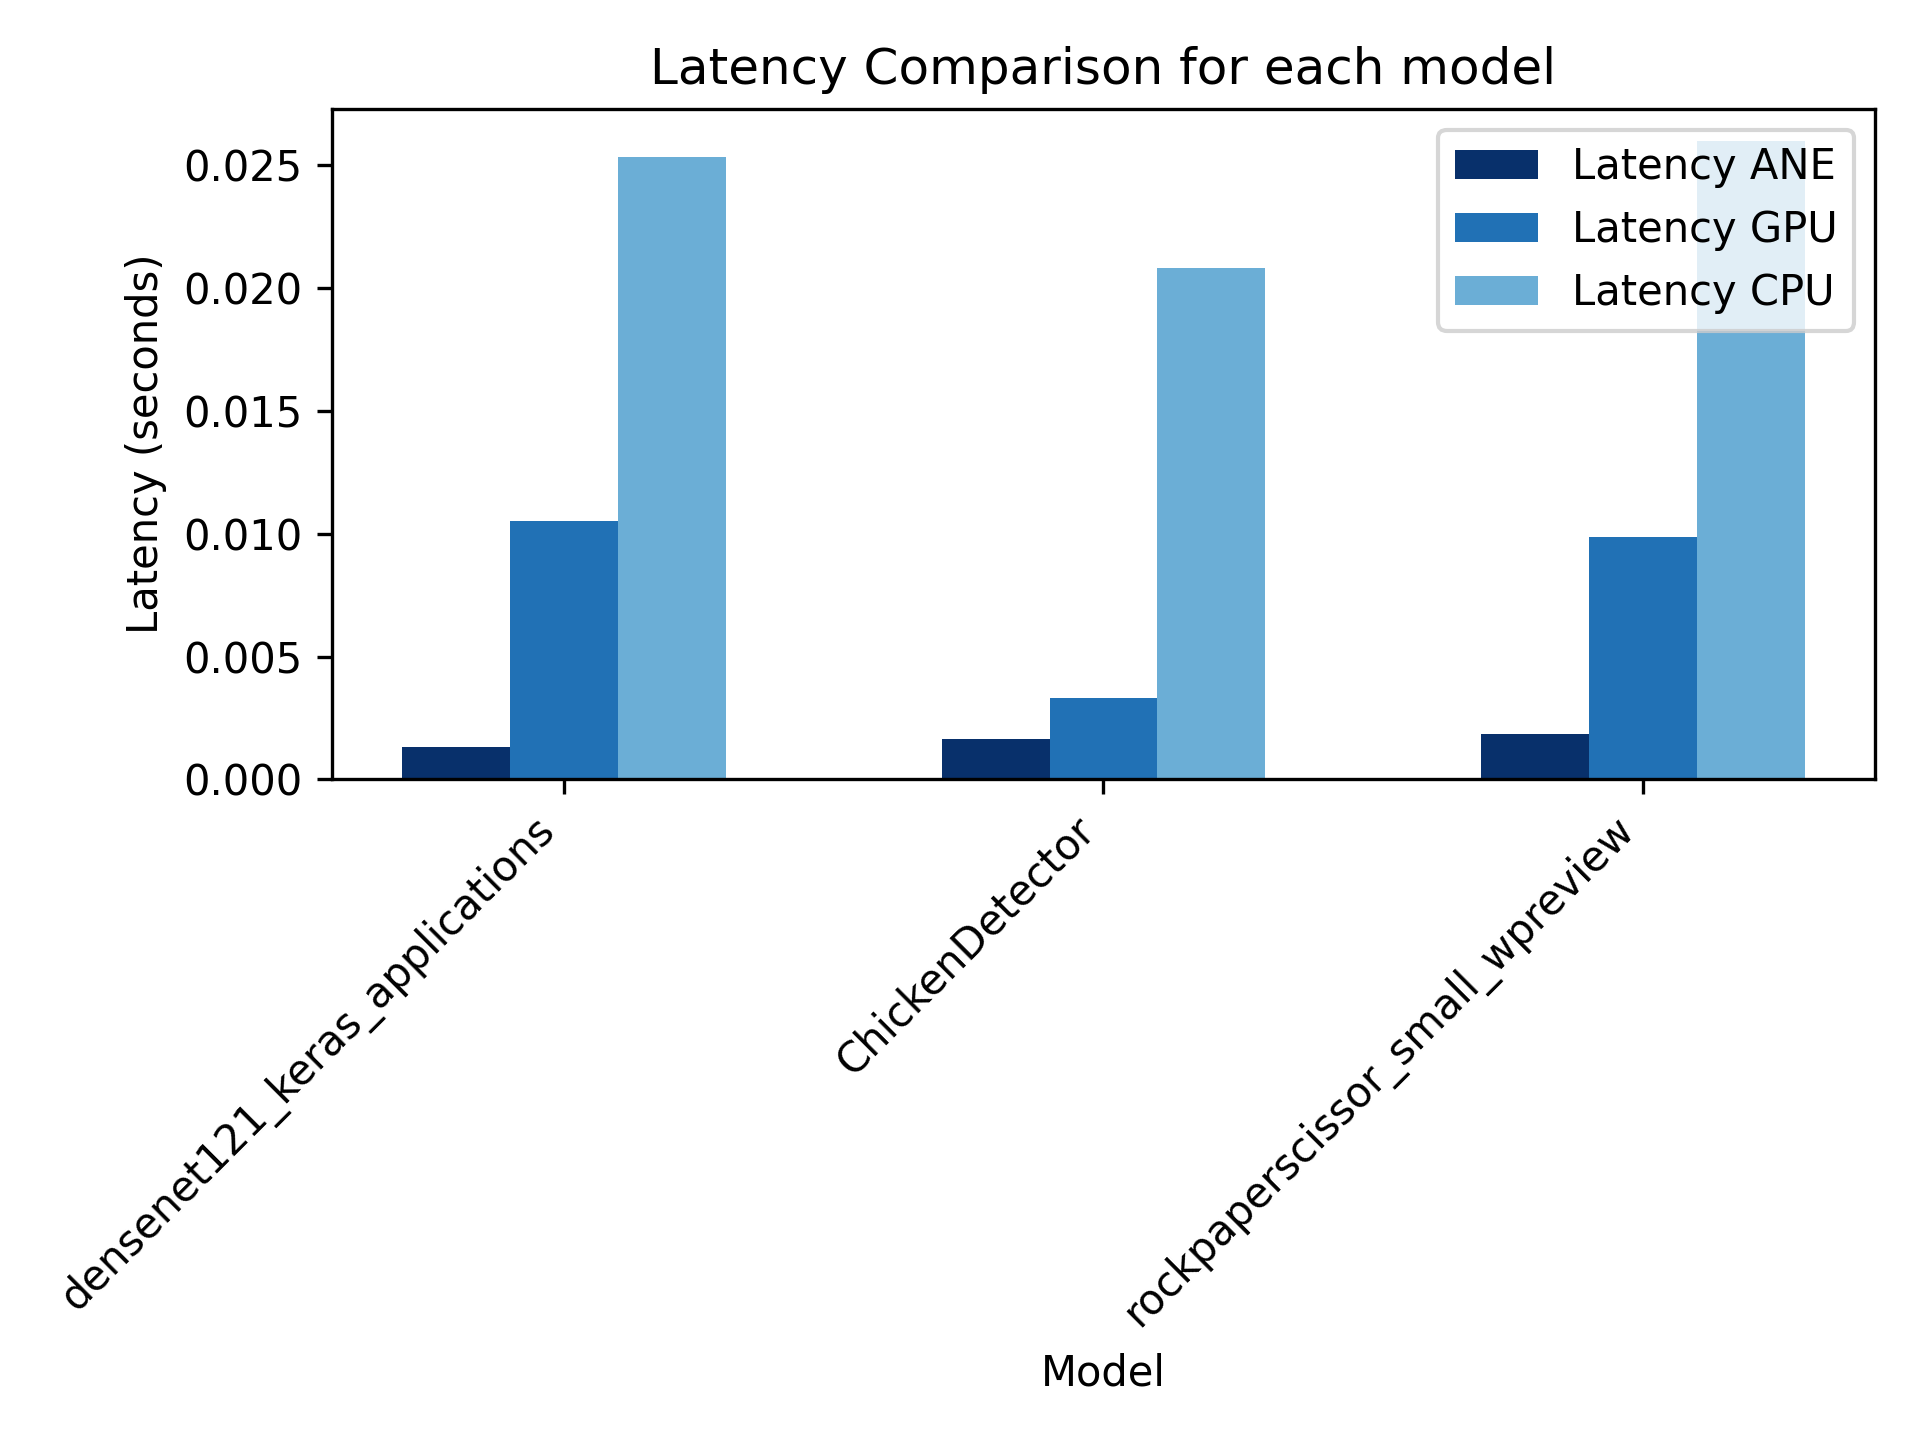 Latency Comparison for each model
Latency ANE
Latency GPU
Latency CPU
Latency (seconds)
0.025
0.020
0.015
0.010
0.005
0.000
densenet121_keras_applications
ChickenDetector
rockpaperscissor_small_wpreview
Model